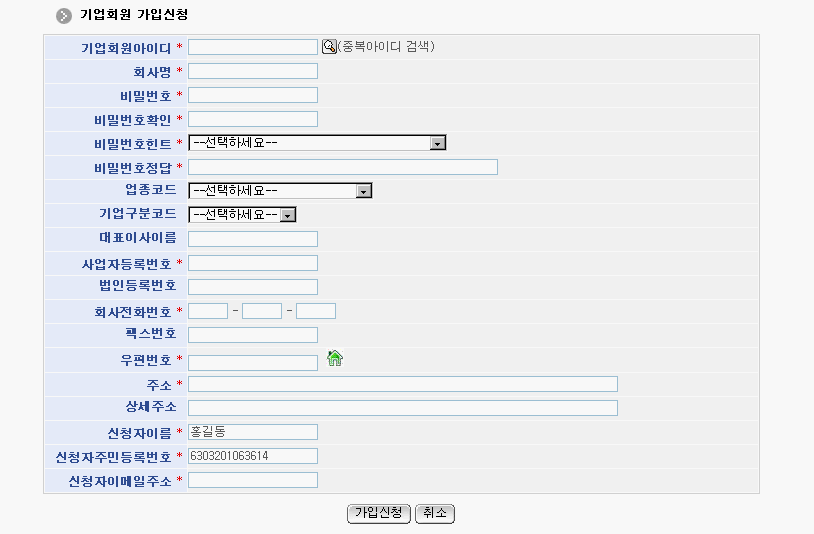 기업회원 가입신청
기업회원아이디 * (중복아이디 검색)
회사명 *
비밀번호 *
비밀번호확인 *
비밀번호힌트 * --선택하세요--
비밀번호정답 *
업종코드 --선택하세요--
기업구분코드 --선택하세요--
대표이사이름
사업자등록번호 *
법인등록번호
회사전화번호 * - -
팩스번호
우편번호 *
주소 *
상세주소
신청자이름 * 홍길동
신청자주민등록번호 * 6303201063614
신청자이메일주소 *
가입신청 취소